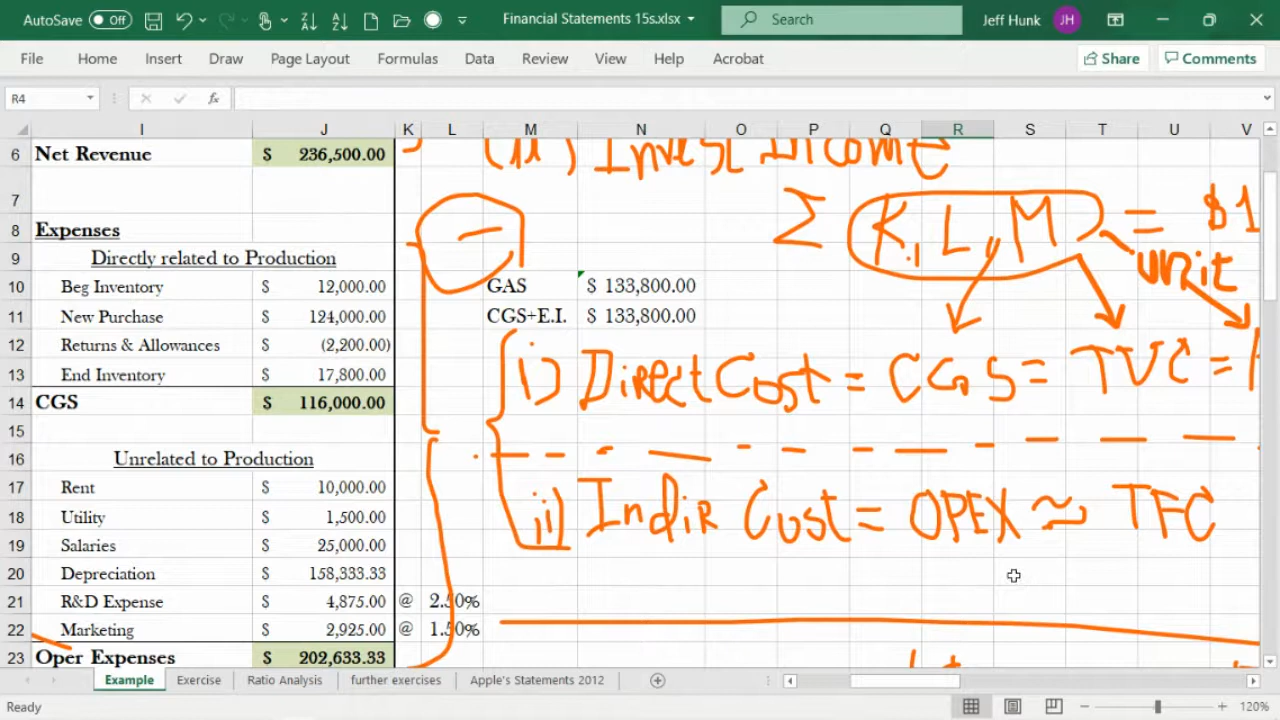 AutoSave Off Financial Statements 15s.xlsx Search Jeff Hunk JH
File Home Insert Draw Page Layout Formulas Data Review View Help Acrobat Share Comments
R4 fx
I J K L M N O P Q R S T U V
6 Net Revenue $ 236,500.00
(ii) Invest Income
7
Σ K, L, M = $1
unit
8 Expenses
9 Directly related to Production
10 Beg Inventory $ 12,000.00 GAS $ 133,800.00
11 New Purchase $ 124,000.00 CGS+E.I. $ 133,800.00
12 Returns & Allowances $ (2,200.00)
13 End Inventory $ 17,800.00
i) Direct Cost = CGS = TVC =
14 CGS $ 116,000.00
15
16 Unrelated to Production
17 Rent $ 10,000.00
18 Utility $ 1,500.00
ii) Indir Cost = OPEX ≅ TFC
19 Salaries $ 25,000.00
20 Depreciation $ 158,333.33
21 R&D Expense $ 4,875.00 @ 2.50%
22 Marketing $ 2,925.00 @ 1.50%
23 Oper Expenses $ 202,633.33
Example Exercise Ratio Analysis further exercises Apple's Statements 2012
Ready 120%